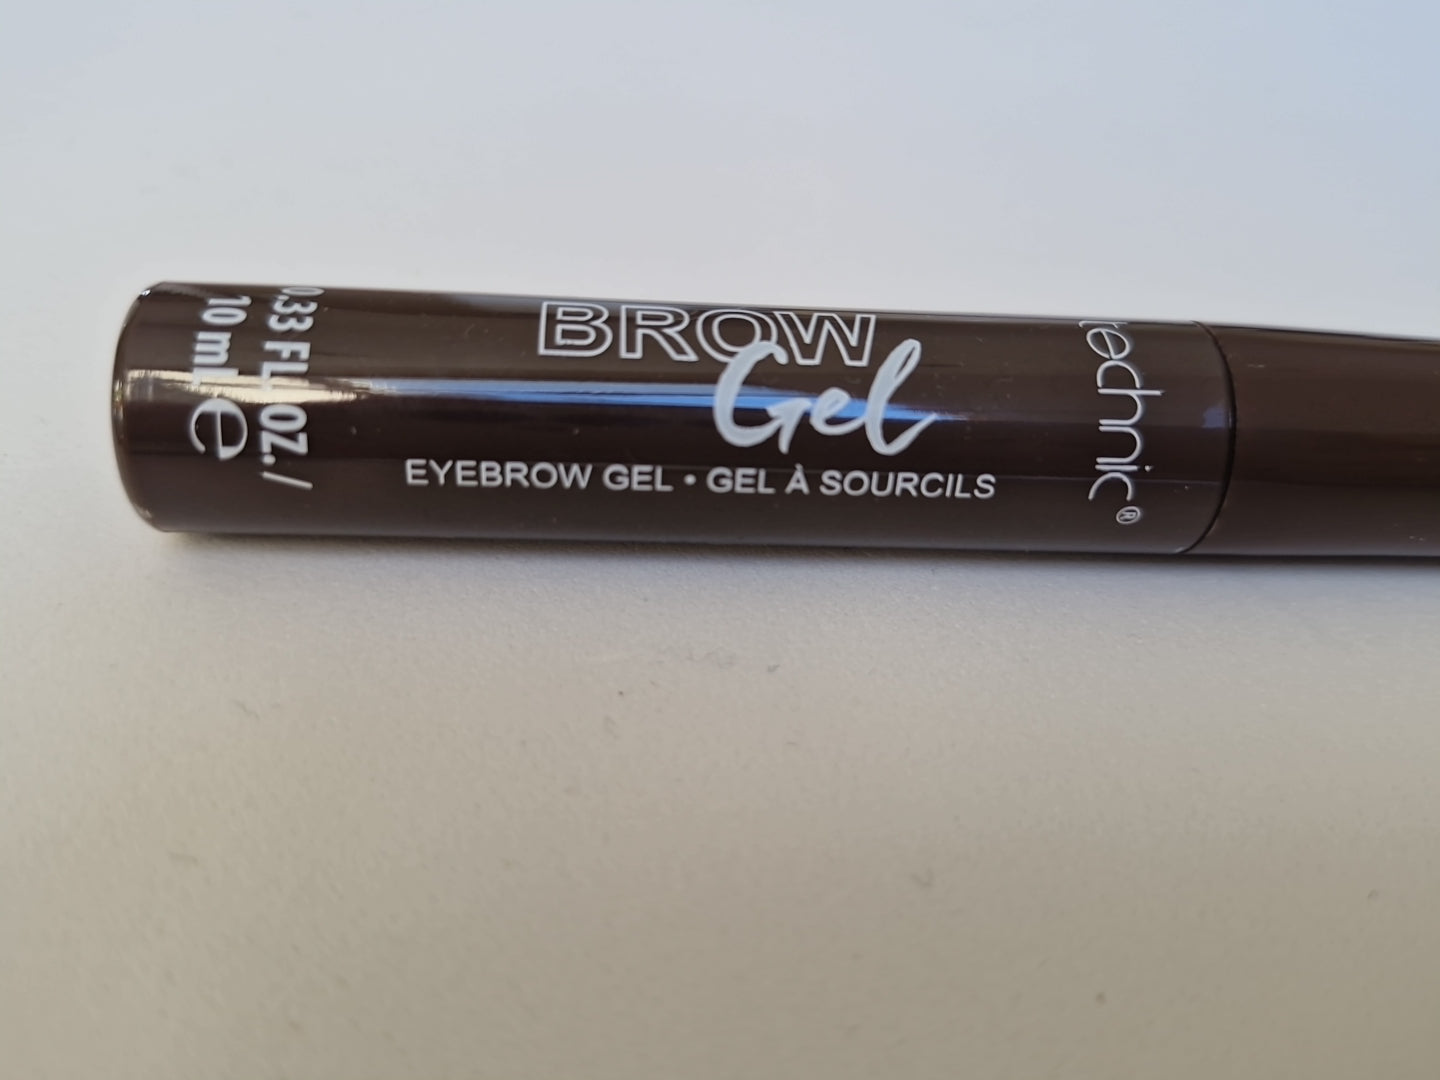 BROW
Gel
EYEBROW GEL • GEL À SOURCILS
technic®
0.33 FL. OZ. /
10 mL e